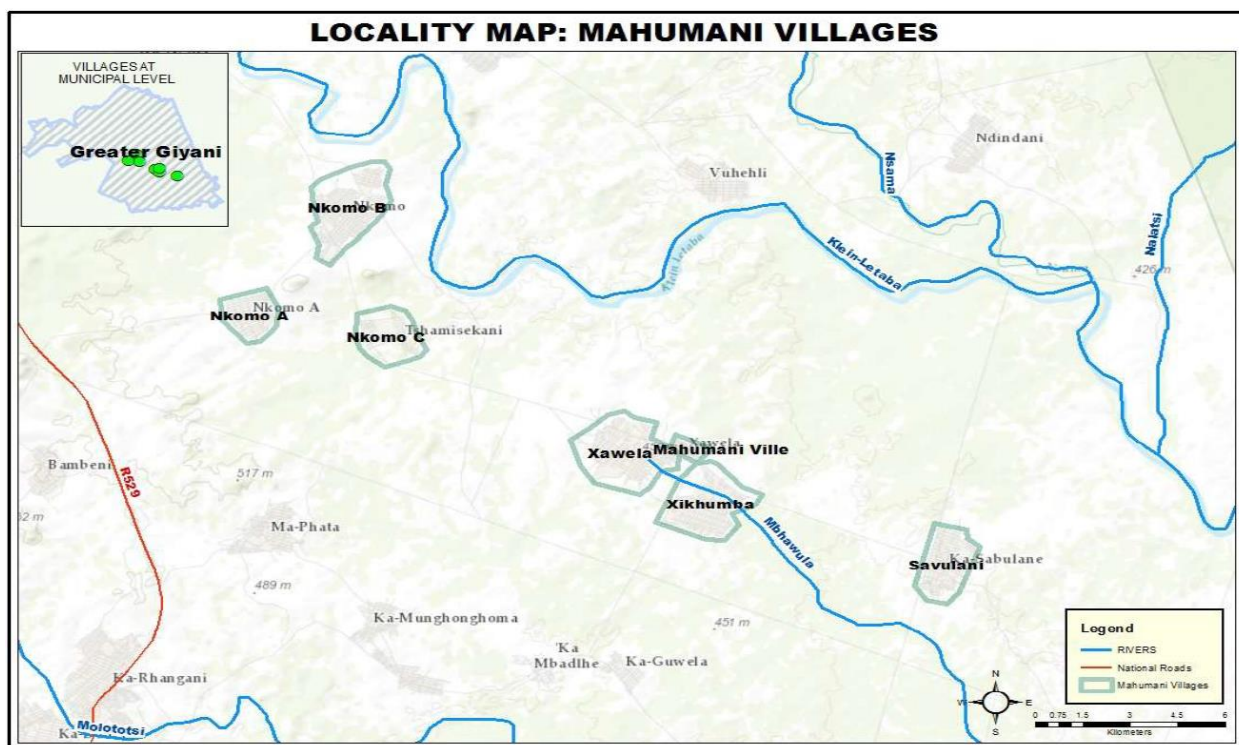 LOCALITY MAP: MAHUMANI VILLAGES
VILLAGES AT
MUNICIPAL LEVEL
Greater Giyani
Ndindani
Nsama
Vuhehli
Nkomo B
Nkomo
Nalatsi
Klein-Letaba
Klein Letaba
426 m
Nkomo A
Nkomo A
Nkomo C
Tshamisekani
Xawela
Xawela
Mahumani Ville
Bambeni
R529
517 m
Xikhumba
Ma-Phata
Mbhawula
Ka-Sabulane
Savulani
489 m
Ka-Munghonghoma
451 m
'Ka
Mbadlhe
Ka-Guwela
Ka-Rhangani
Molototsi
Legend
RIVERS
National Roads
Mahumani Villages
N
W
E
S
0 0.75 1.5 3 4.5 6
Kilometers